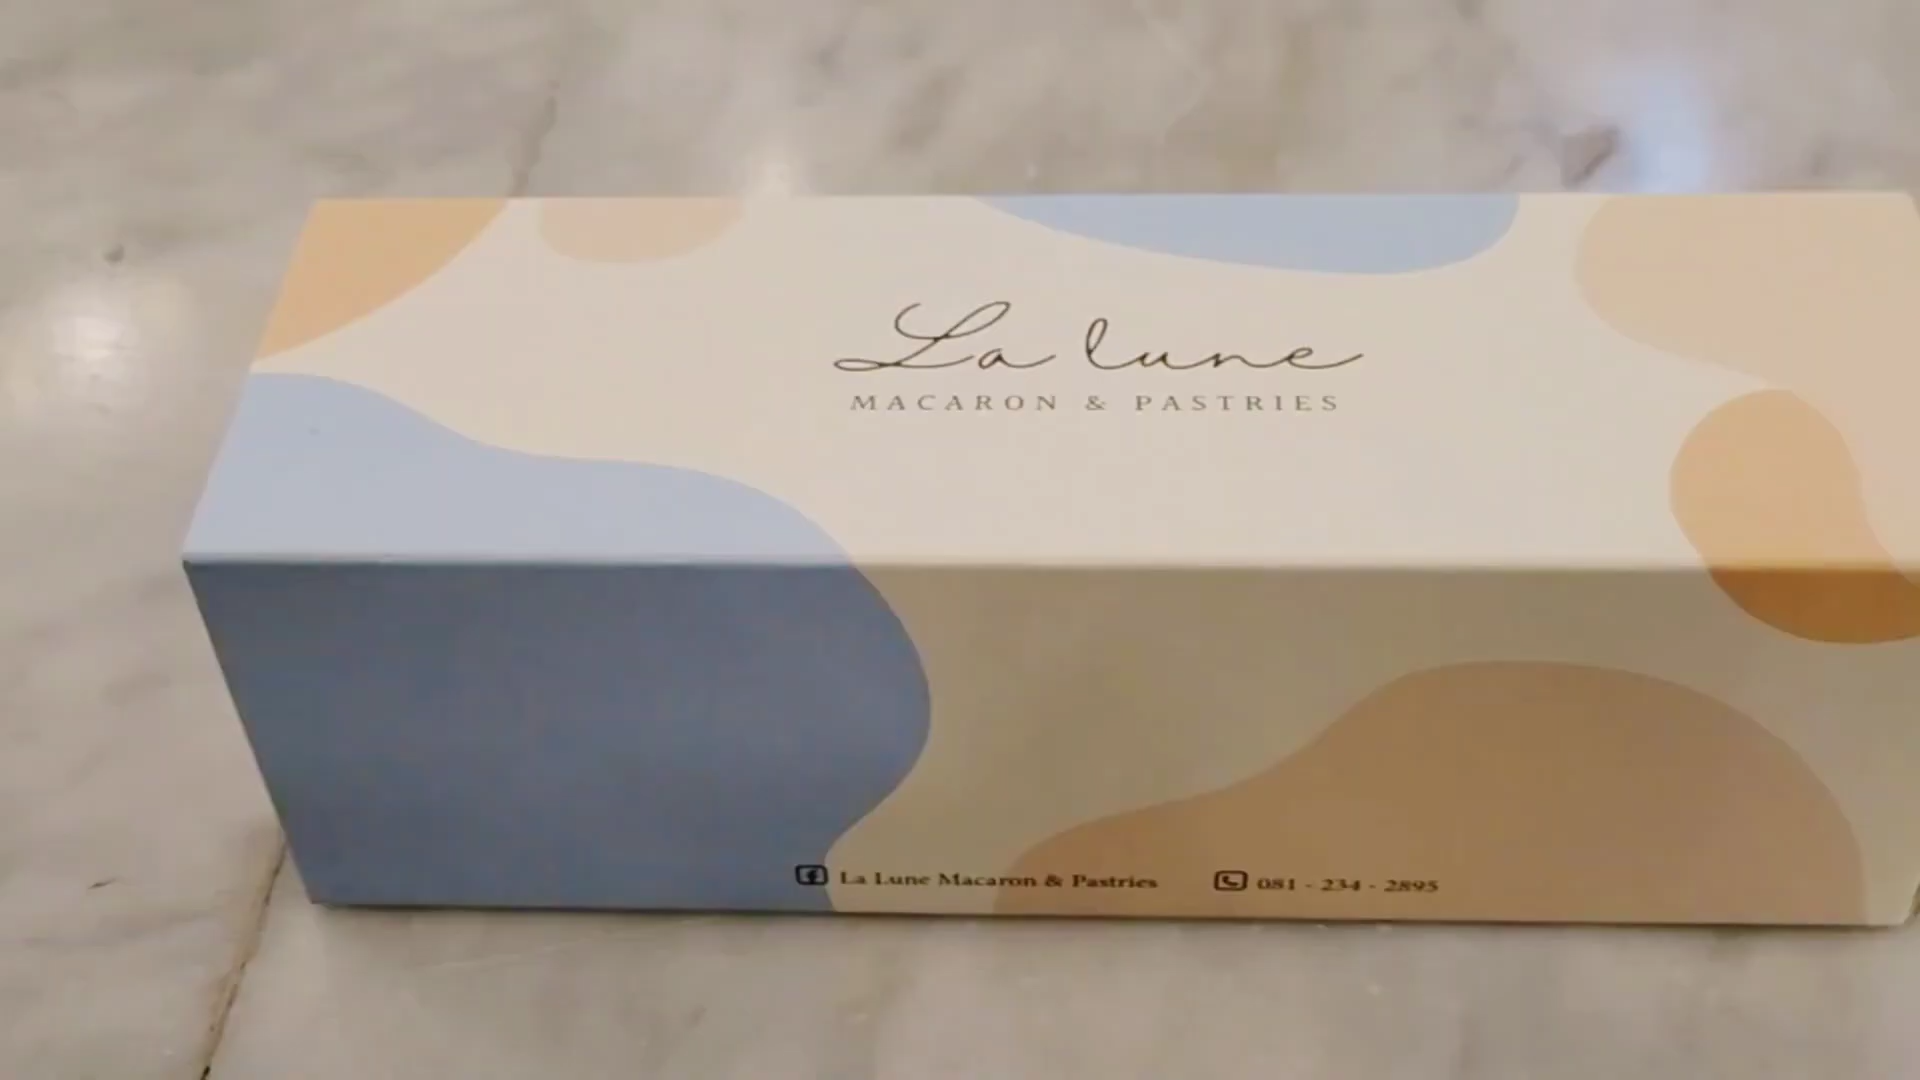 La lune
MACARON & PASTRIES
La Lune Macaron & Pastries
081 - 234 - 2895